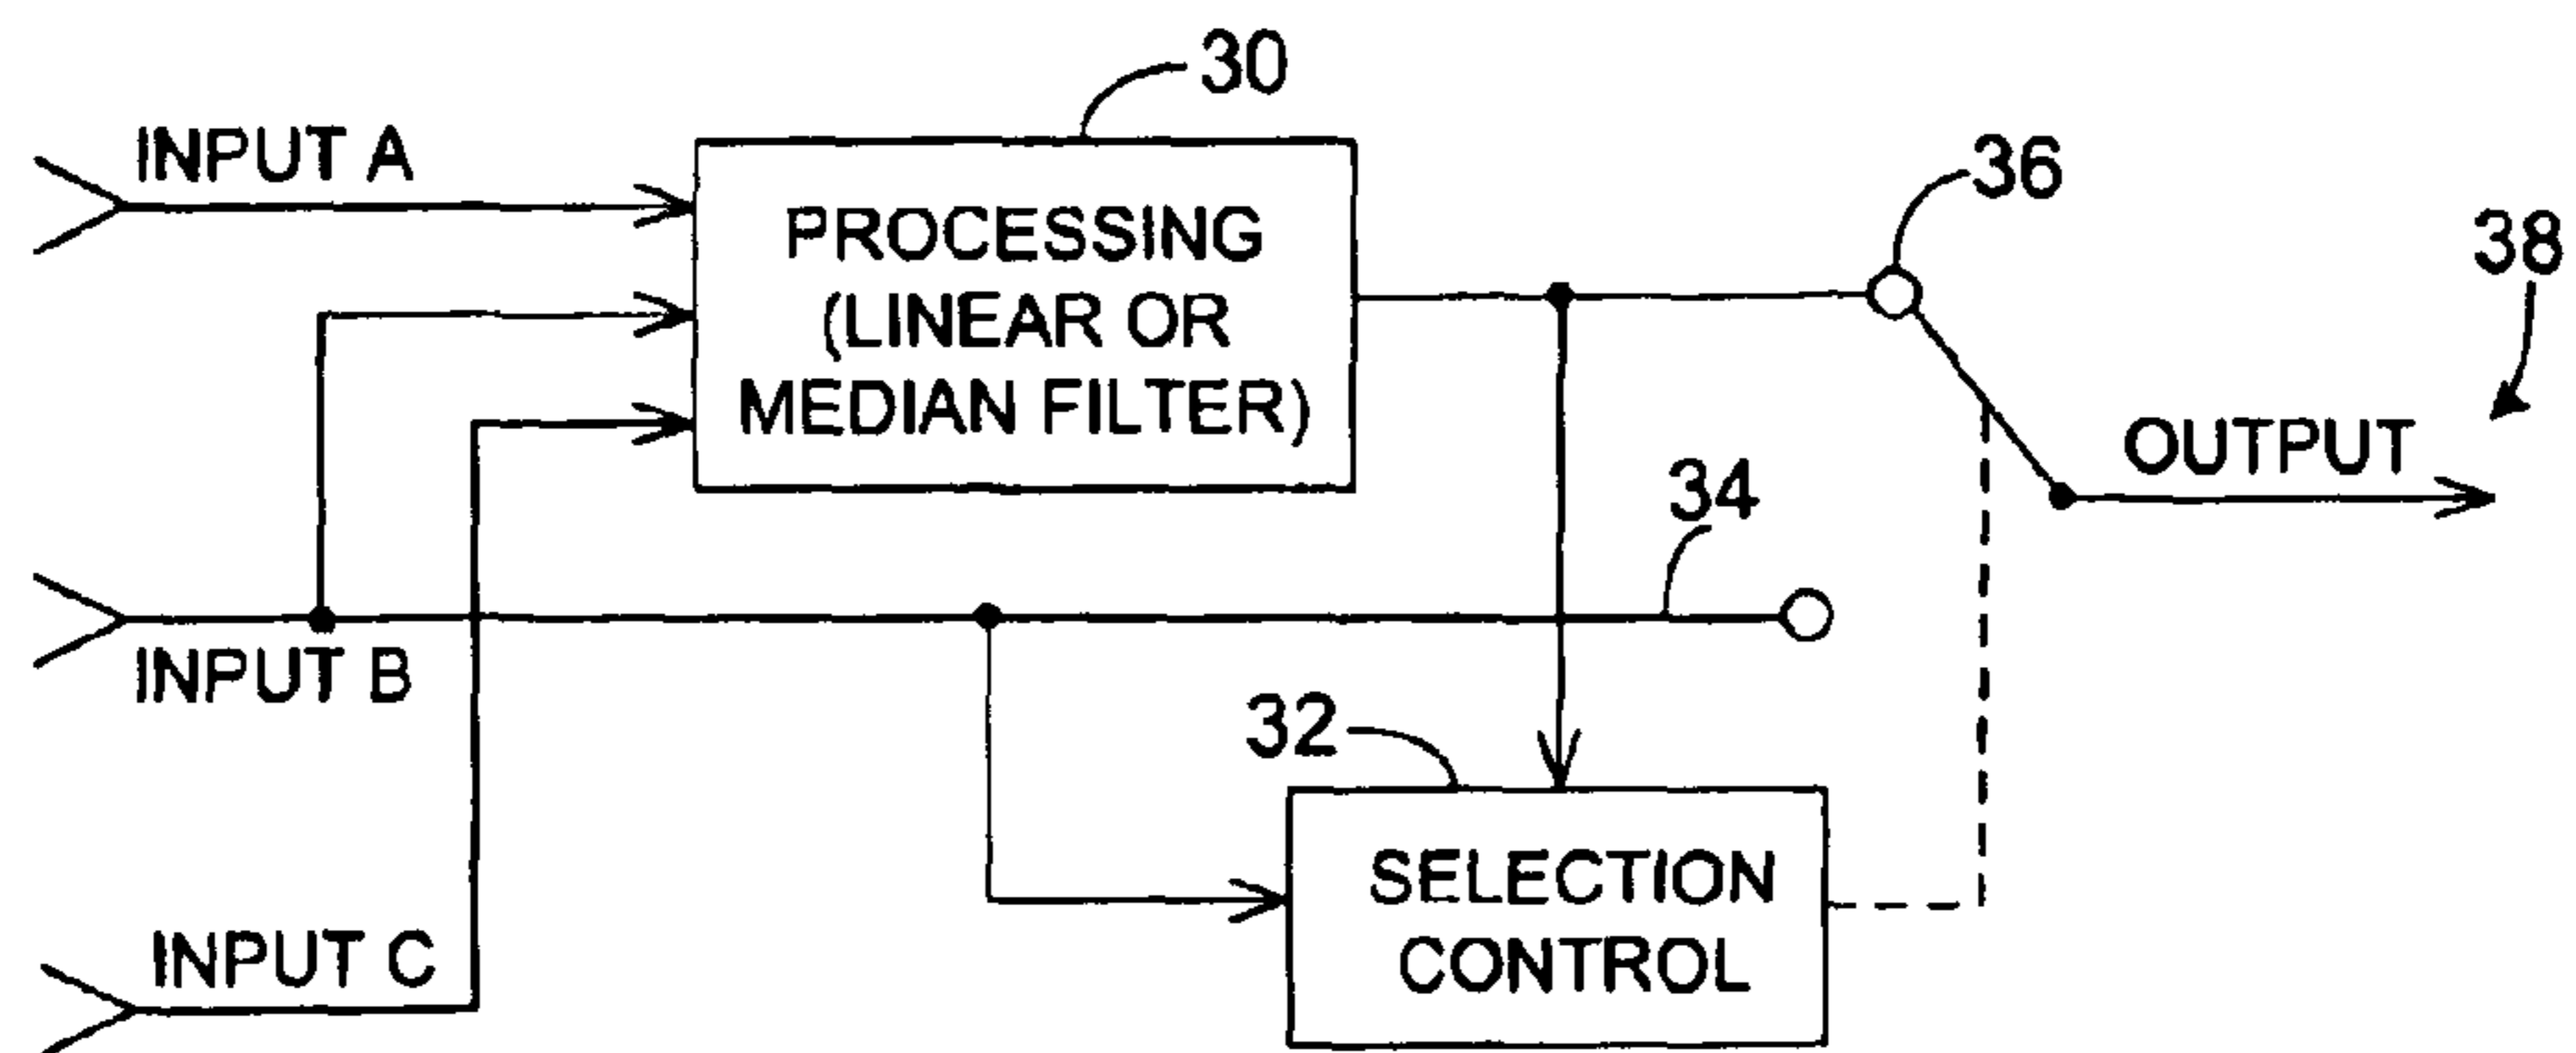 30
INPUT A
36
PROCESSING
(LINEAR OR
MEDIAN FILTER)
38
OUTPUT
34
INPUT B
32
SELECTION
CONTROL
INPUT C